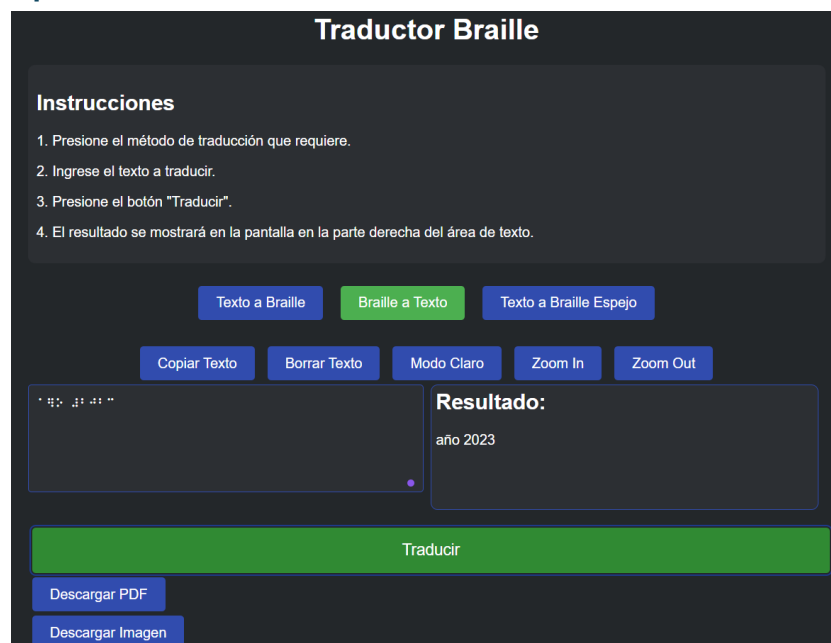 Traductor Braille
Instrucciones
1. Presione el método de traducción que requiere.
2. Ingrese el texto a traducir.
3. Presione el botón "Traducir".
4. El resultado se mostrará en la pantalla en la parte derecha del área de texto.
Texto a Braille Braille a Texto Texto a Braille Espejo
Copiar Texto Borrar Texto Modo Claro Zoom In Zoom Out
⠁⠻⠕ ⠼⠃⠚⠃⠉
Resultado:
año 2023
Traducir
Descargar PDF
Descargar Imagen